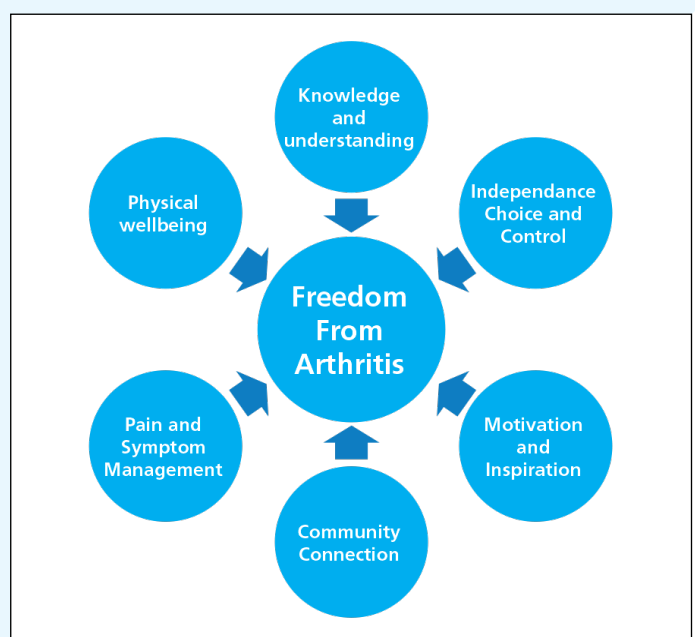 Knowledge
and
understanding
Independance
Choice and
Control
Motivation
and
Inspiration
Community
Connection
Pain and
Symptom
Management
Physical
wellbeing
Freedom
From
Arthritis